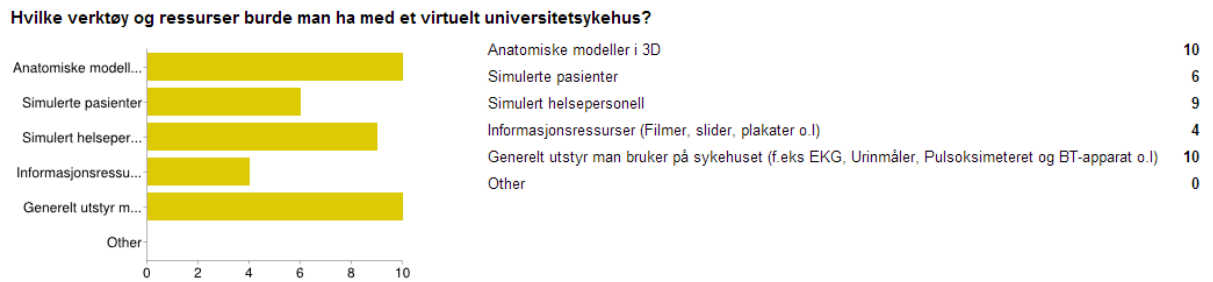 Hvilke verktøy og ressurser burde man ha med et virtuelt universitetsykehus?
Anatomiske modell...
Simulerte pasienter
Simulert helseper...
Informasjonsressu...
Generelt utstyr m...
Other
0 2 4 6 8 10
Anatomiske modeller i 3D 10
Simulerte pasienter 6
Simulert helsepersonell 9
Informasjonsressurser (Filmer, slider, plakater o.l) 4
Generelt utstyr man bruker på sykehuset (f.eks EKG, Urinmåler, Pulsoksimeteret og BT-apparat o.l) 10
Other 0